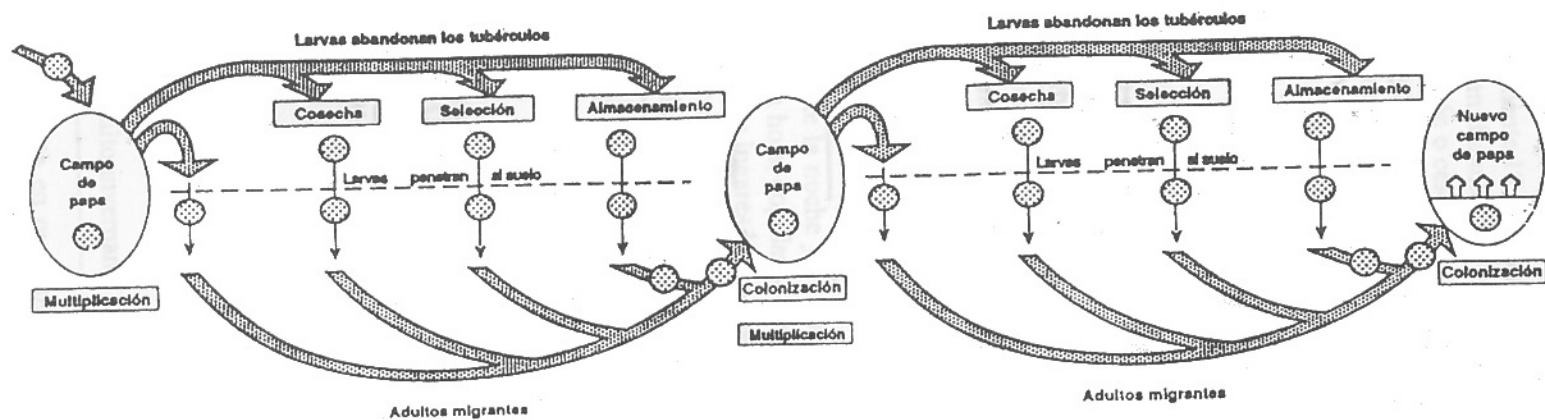 Larvas abandonan los tubérculos
Cosecha
Selección
Almacenamiento
Campo
de
papa
Larvas penetran al suelo
Multiplicación
Adultos migrantes
Larvas abandonan los tubérculos
Cosecha
Selección
Almacenamiento
Campo
de
papa
Larvas penetran al suelo
Colonización
Multiplicación
Adultos migrantes
Nuevo
campo
de papa
Colonización